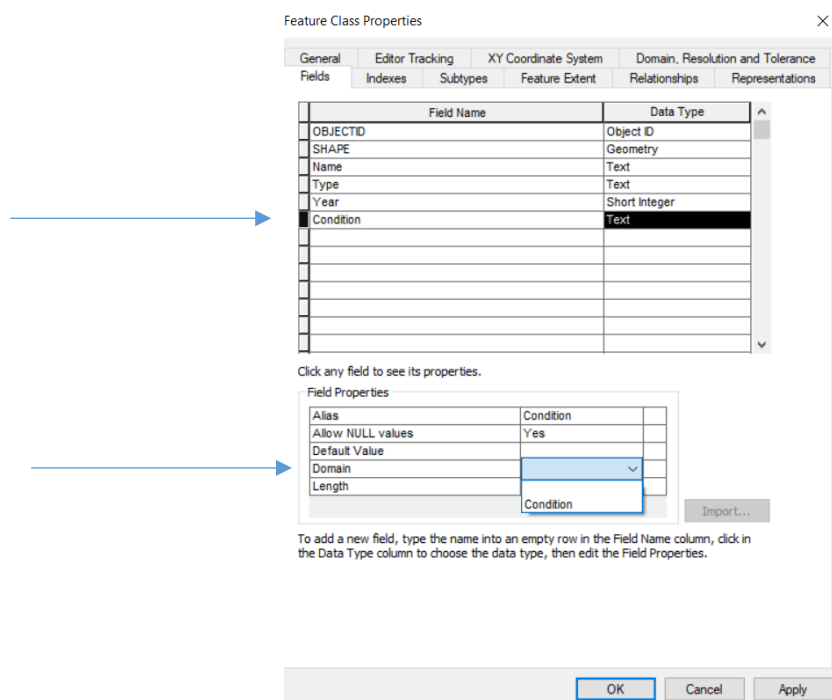 Feature Class Properties
General Editor Tracking XY Coordinate System Domain, Resolution and Tolerance
Fields Indexes Subtypes Feature Extent Relationships Representations
Field Name Data Type
OBJECTID Object ID
SHAPE Geometry
Name Text
Type Text
Year Short Integer
Condition Text
Click any field to see its properties.
Field Properties
Alias Condition
Allow NULL values Yes
Default Value
Domain
Length
Condition
Import...
To add a new field, type the name into an empty row in the Field Name column, click in
the Data Type column to choose the data type, then edit the Field Properties.
OK Cancel Apply